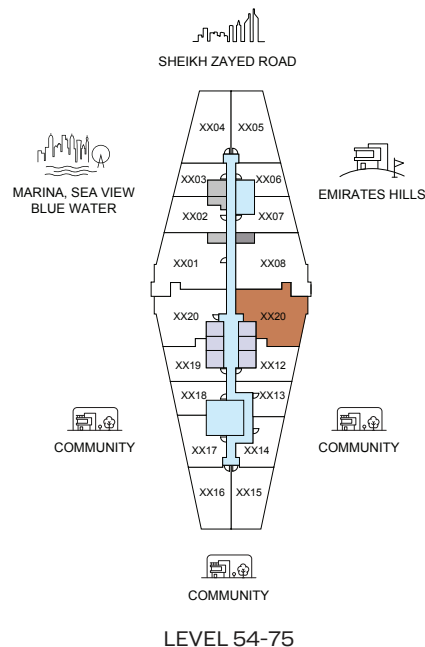 SHEIKH ZAYED ROAD
XX04 XX05
MARINA, SEA VIEW
BLUE WATER
EMIRATES HILLS
XX03 XX06
XX02 XX07
XX01 XX08
XX20 XX20
XX19 XX12
XX18 XX13
COMMUNITY
COMMUNITY
XX17 XX14
XX16 XX15
COMMUNITY
LEVEL 54-75